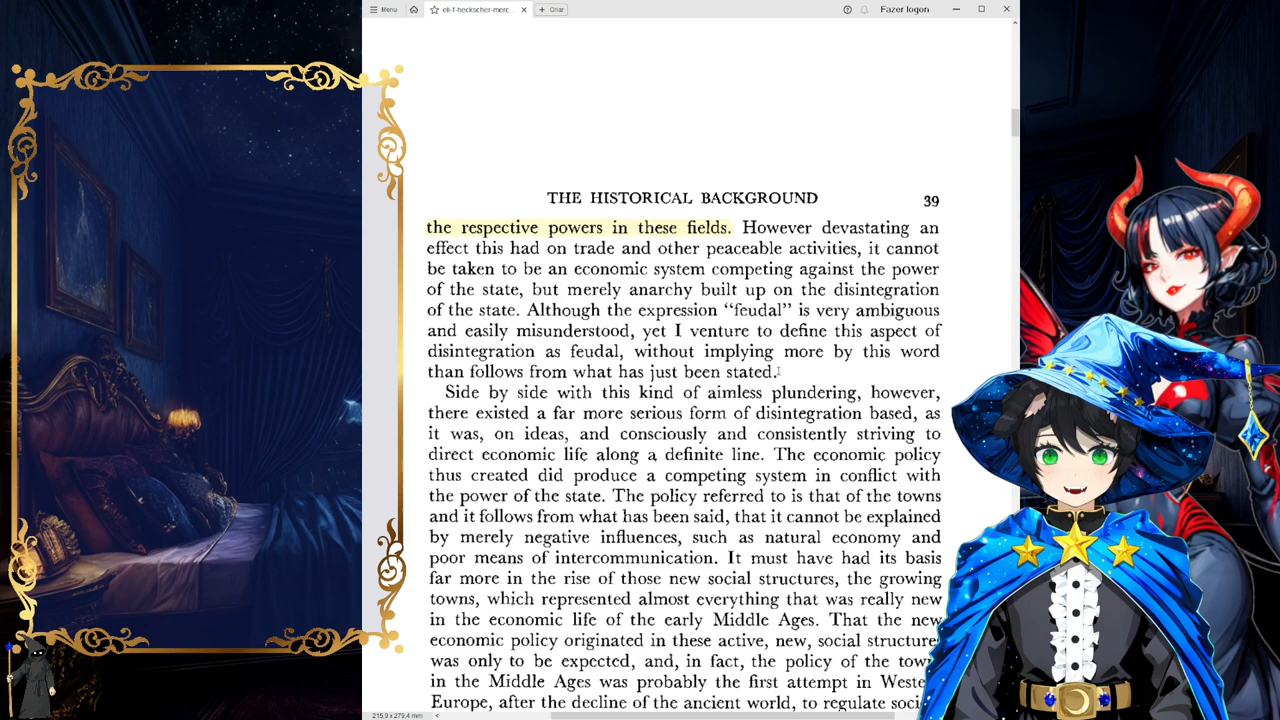 Menu
eli-f-heckscher-merc...
Criar
Fazer logon
THE HISTORICAL BACKGROUND 39
the respective powers in these fields. However devastating an
effect this had on trade and other peaceable activities, it cannot
be taken to be an economic system competing against the power
of the state, but merely anarchy built up on the disintegration
of the state. Although the expression “feudal” is very ambiguous
and easily misunderstood, yet I venture to define this aspect of
disintegration as feudal, without implying more by this word
than follows from what has just been stated.
Side by side with this kind of aimless plundering, however,
there existed a far more serious form of disintegration based, as
it was, on ideas, and consciously and consistently striving to
direct economic life along a definite line. The economic policy
thus created did produce a competing system in conflict with
the power of the state. The policy referred to is that of the towns
and it follows from what has been said, that it cannot be explained
by merely negative influences, such as natural economy and
poor means of intercommunication. It must have had its basis
far more in the rise of those new social structures, the growing
towns, which represented almost everything that was really new
in the economic life of the early Middle Ages. That the new
economic policy originated in these active, new, social structure
was only to be expected, and, in fact, the policy of the tow
in the Middle Ages was probably the first attempt in Weste
Europe, after the decline of the ancient world, to regulate soci
215,9 x 279,4 mm